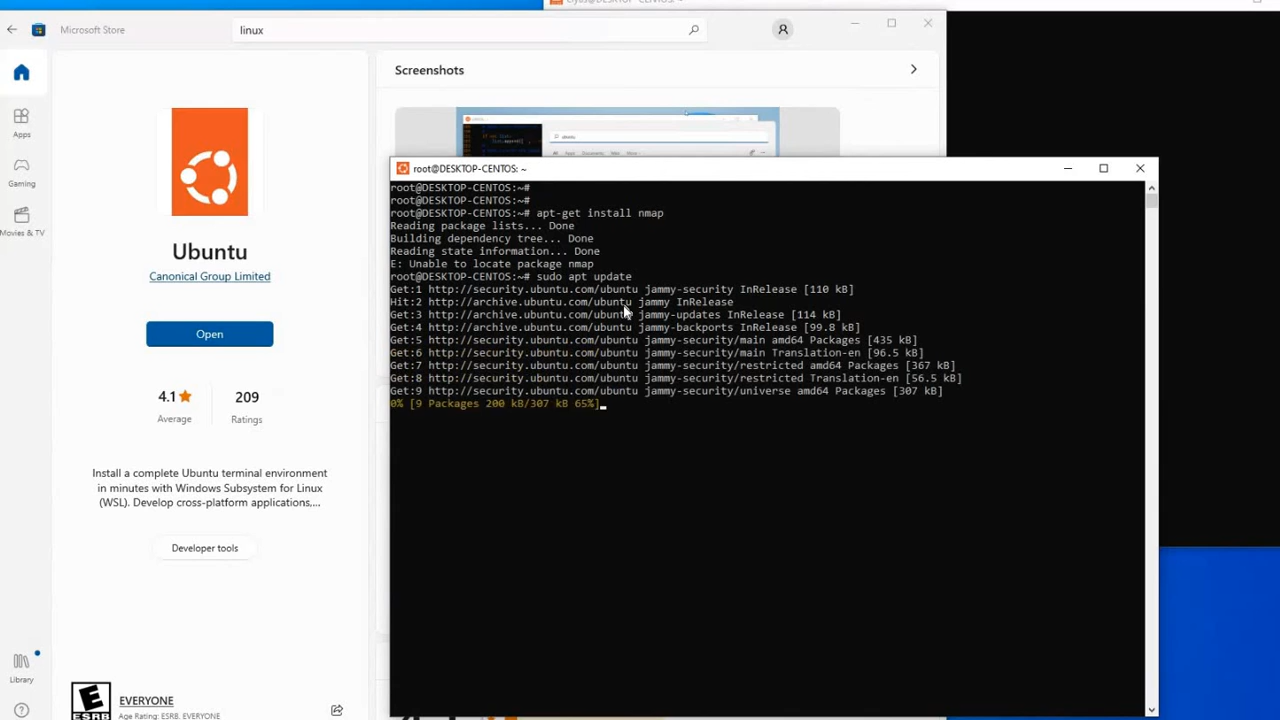 Microsoft Store
linux
Apps
Gaming
Movies & TV
Library
Ubuntu
Canonical Group Limited
Open
4.1
Average
209
Ratings
Install a complete Ubuntu terminal environment
in minutes with Windows Subsystem for Linux
(WSL). Develop cross-platform applications,...
Developer tools
E
ESRB
EVERYONE
Age Rating: ESRB. EVERYONE
Screenshots
root@DESKTOP-CENTOS: ~
root@DESKTOP-CENTOS:~#
root@DESKTOP-CENTOS:~#
root@DESKTOP-CENTOS:~# apt-get install nmap
Reading package lists... Done
Building dependency tree... Done
Reading state information... Done
E: Unable to locate package nmap
root@DESKTOP-CENTOS:~# sudo apt update
Get:1 http://security.ubuntu.com/ubuntu jammy-security InRelease [110 kB]
Hit:2 http://archive.ubuntu.com/ubuntu jammy InRelease
Get:3 http://archive.ubuntu.com/ubuntu jammy-updates InRelease [114 kB]
Get:4 http://archive.ubuntu.com/ubuntu jammy-backports InRelease [99.8 kB]
Get:5 http://security.ubuntu.com/ubuntu jammy-security/main amd64 Packages [435 kB]
Get:6 http://security.ubuntu.com/ubuntu jammy-security/main Translation-en [96.5 kB]
Get:7 http://security.ubuntu.com/ubuntu jammy-security/restricted amd64 Packages [367 kB]
Get:8 http://security.ubuntu.com/ubuntu jammy-security/restricted Translation-en [56.5 kB]
Get:9 http://security.ubuntu.com/ubuntu jammy-security/universe amd64 Packages [307 kB]
0% [9 Packages 200 kB/307 kB 65%]